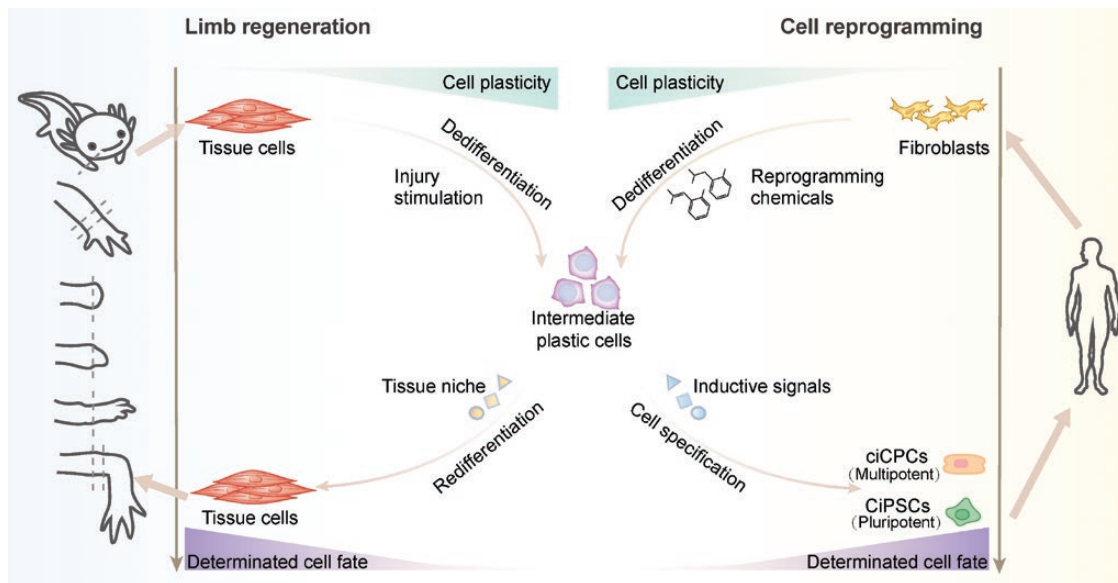 Limb regeneration
Cell reprogramming
Cell plasticity
Cell plasticity
Tissue cells
Dedifferentiation
Injury
stimulation
Dedifferentiation
Reprogramming
chemicals
Fibroblasts
Intermediate
plastic cells
Tissue niche
Redifferentiation
Tissue cells
Inductive signals
Cell specification
ciCPCs
(Multipotent)
CiPSCs
(Pluripotent)
Determinated cell fate
Determinated cell fate